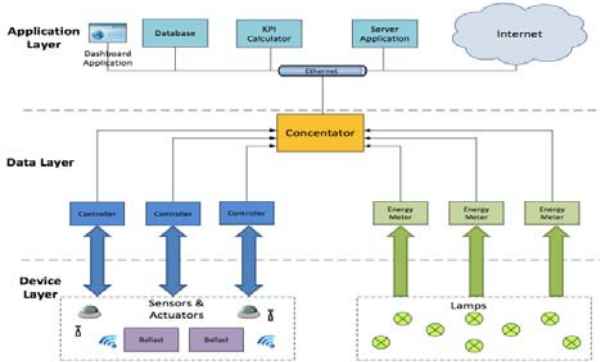 Application
Layer
Dashboard
Application
Database
KPI
Calculator
Server
Application
Internet
Ethernet
Concentator
Data Layer
Controller
Controller
Controller
Energy
Meter
Energy
Meter
Energy
Meter
Device
Layer
Sensors &
Actuators
Ballast
Ballast
Lamps